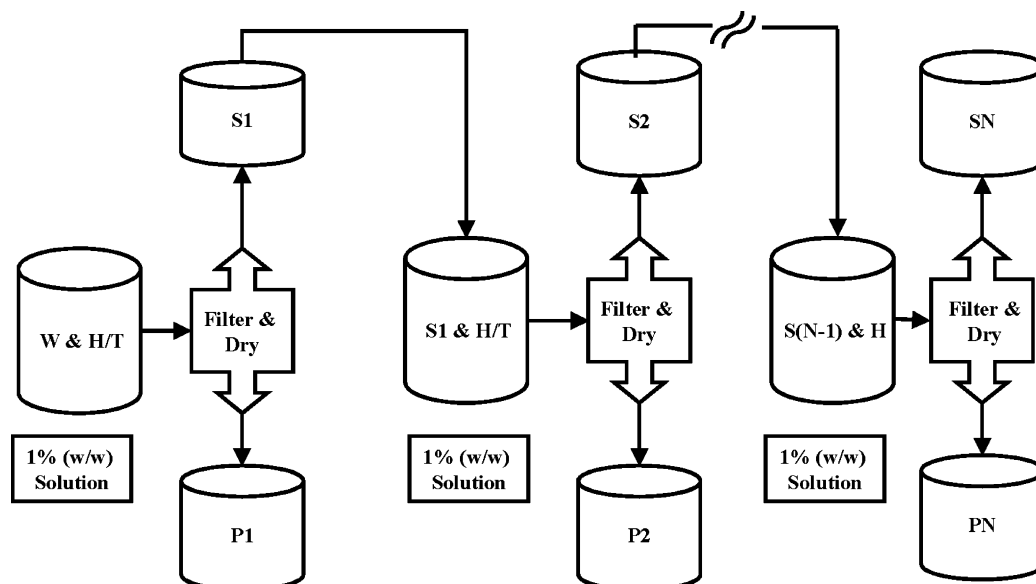 S1
S2
SN
W & H/T
Filter &
Dry
S1 & H/T
Filter &
Dry
S(N-1) & H
Filter &
Dry
1% (w/w)
Solution
1% (w/w)
Solution
1% (w/w)
Solution
P1
P2
PN